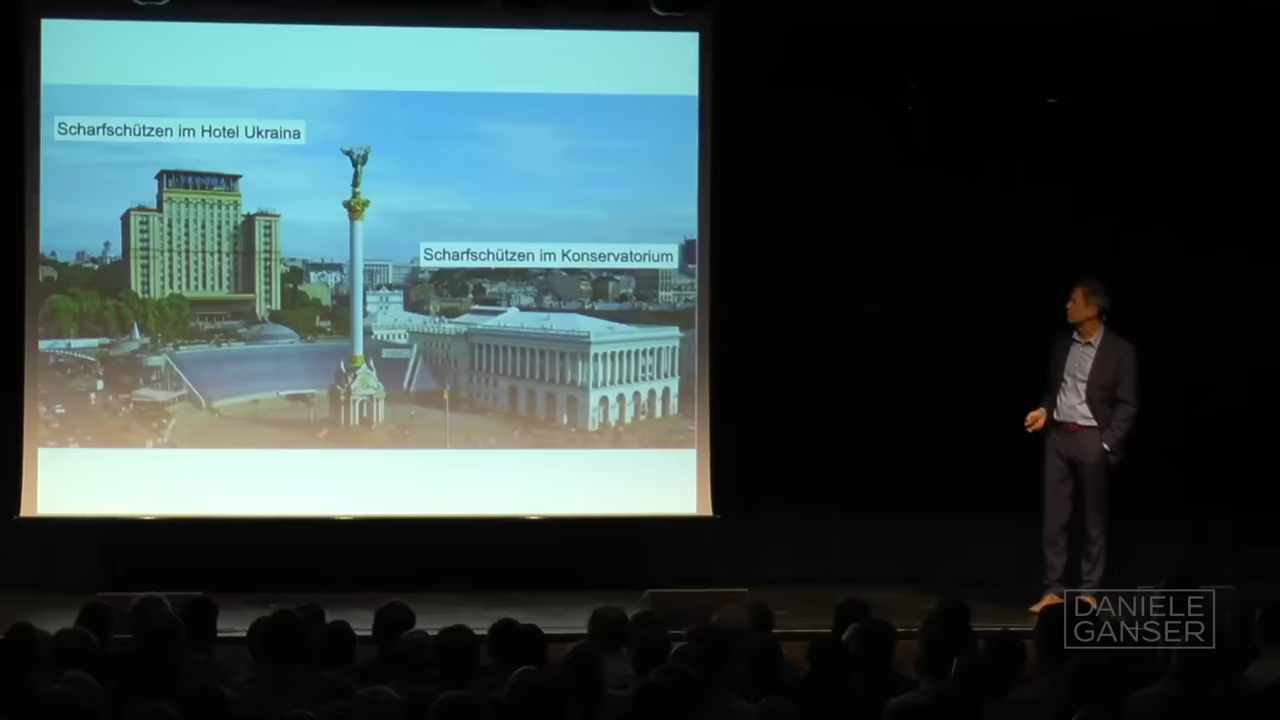 Scharfschützen im Hotel Ukraina
Scharfschützen im Konservatorium
DANIELE
GANSER